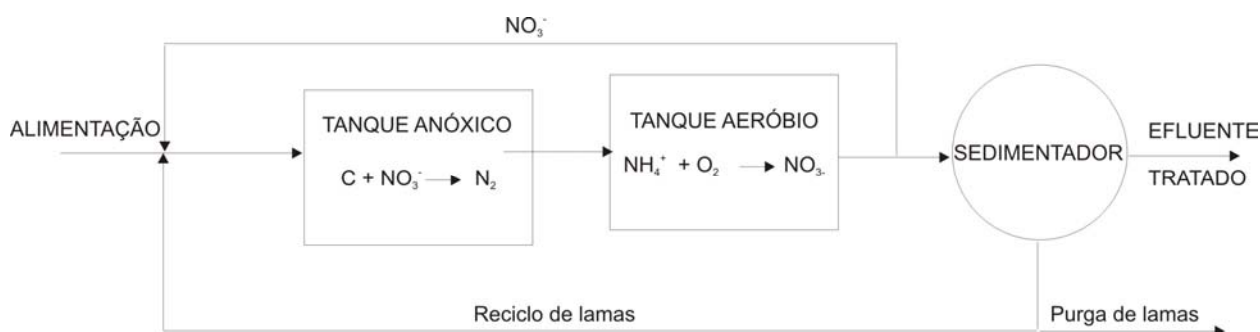 NO₃⁻
ALIMENTAÇÃO
TANQUE ANÓXICO
C + NO₃⁻ → N₂
TANQUE AERÓBIO
NH₄⁺ + O₂ → NO₃₋
SEDIMENTADOR
EFLUENTE
TRATADO
Reciclo de lamas
Purga de lamas